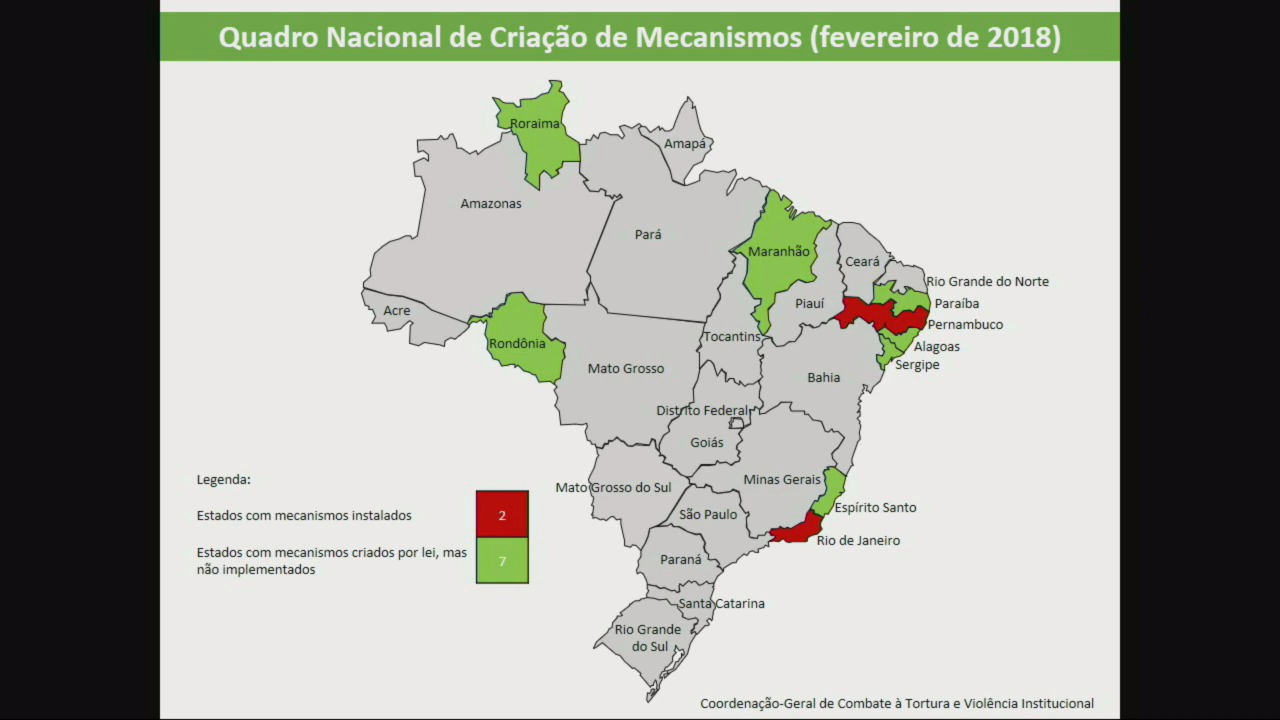 Quadro Nacional de Criação de Mecanismos (fevereiro de 2018)
Roraima
Amapá
Amazonas
Pará
Maranhão
Ceará
Rio Grande do Norte
Acre
Piauí
Paraíba
Pernambuco
Rondônia
Tocantins
Alagoas
Sergipe
Mato Grosso
Bahia
Distrito Federal
Goiás
Legenda:
Minas Gerais
Mato Grosso do Sul
Espírito Santo
Estados com mecanismos instalados
2
São Paulo
Rio de Janeiro
Estados com mecanismos criados por lei, mas
não implementados
7
Paraná
Santa Catarina
Rio Grande
do Sul
Coordenação-Geral de Combate à Tortura e Violência Institucional